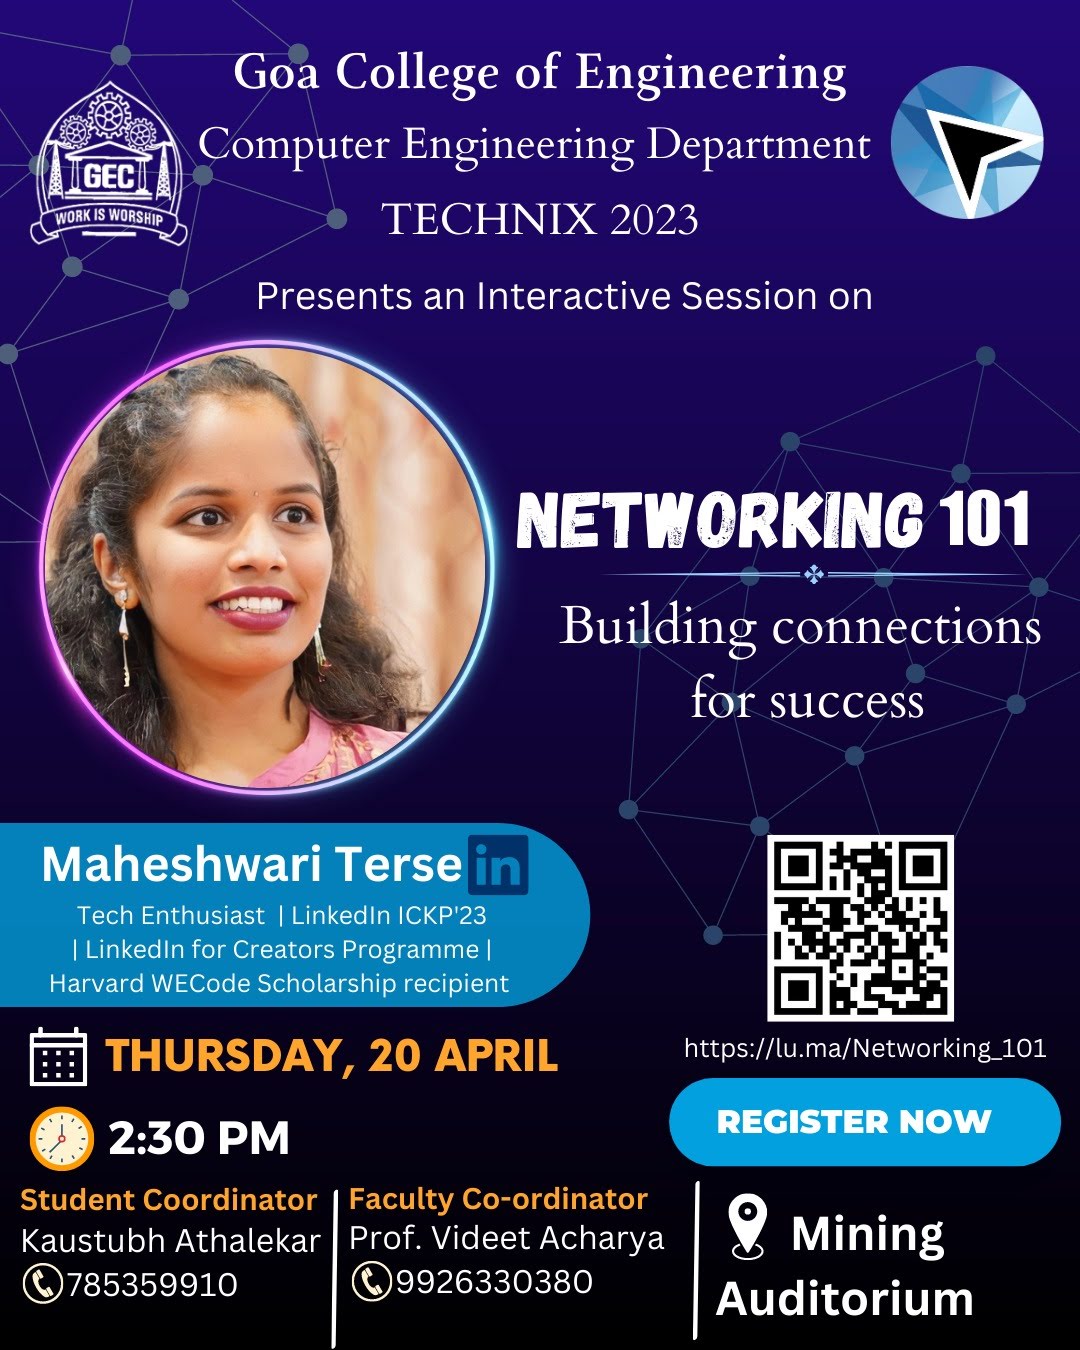 Goa College of Engineering
Computer Engineering Department
TECHNIX 2023
GEC
WORK IS WORSHIP
Presents an Interactive Session on
NETWORKING 101
Building connections
for success
Maheshwari Terse in
Tech Enthusiast | LinkedIn ICKP'23
| LinkedIn for Creators Programme |
Harvard WECode Scholarship recipient
THURSDAY, 20 APRIL
2:30 PM
https://lu.ma/Networking_101
REGISTER NOW
Student Coordinator
Kaustubh Athalekar
785359910
Faculty Co-ordinator
Prof. Videet Acharya
9926330380
Mining
Auditorium